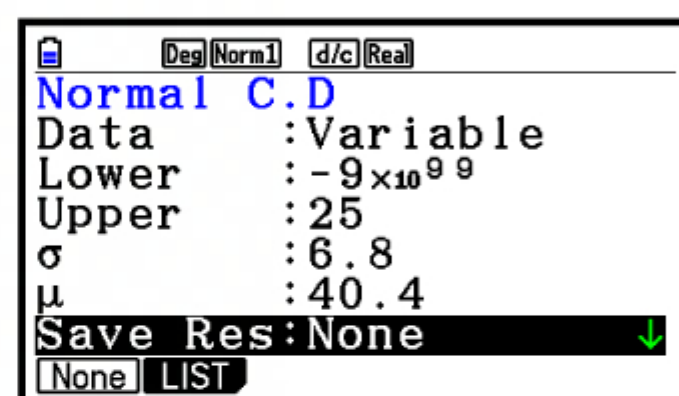 Deg Norm1 d/c Real
Normal C.D
Data :Variable
Lower :-9×10⁹⁹
Upper :25
σ :6.8
μ :40.4
Save Res:None ↓
None LIST